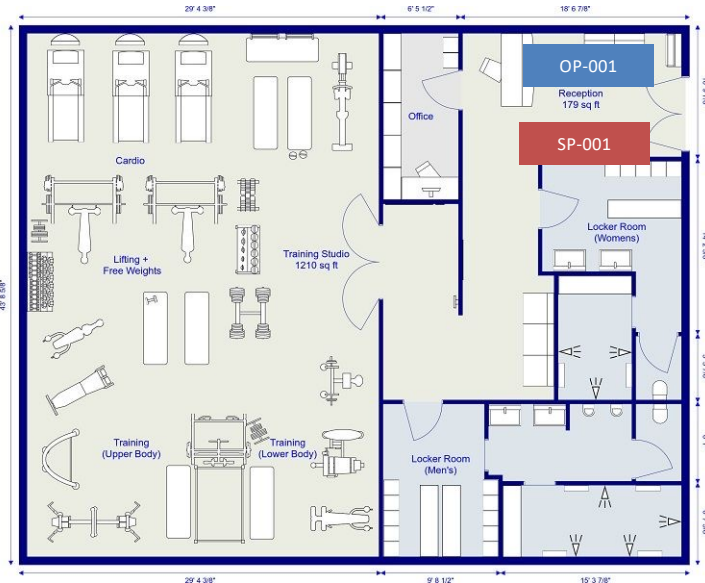 29' 4 3/8"
6' 5 1/2"
18' 6 7/8"
OP-001
Reception
179 sq ft
Office
SP-001
Cardio
Locker Room
(Womens)
Lifting +
Free Weights
Training Studio
1210 sq ft
43' 8 5/8"
Training
(Upper Body)
Training
(Lower Body)
Locker Room
(Men's)
29' 4 3/8"
9' 8 1/2"
15' 3 7/8"